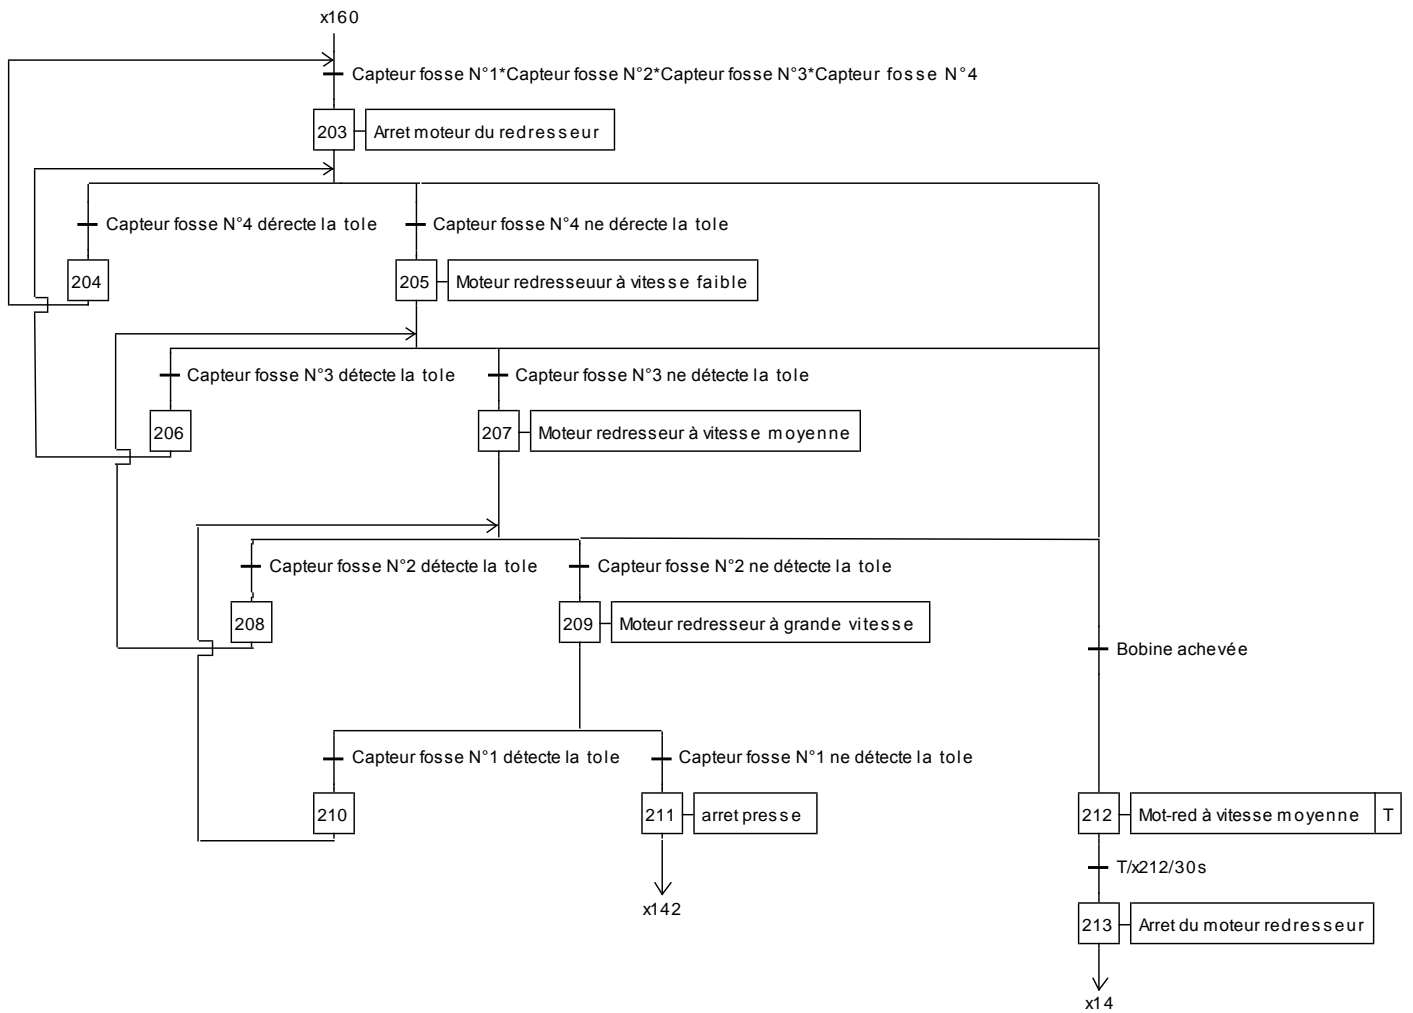 x160
Capteur fosse N°1*Capteur fosse N°2*Capteur fosse N°3*Capteur fosse N°4
203
Arret moteur du redresseur
Capteur fosse N°4 dérecte la tole
Capteur fosse N°4 ne dérecte la tole
204
205
Moteur redresseuur à vitesse faible
Capteur fosse N°3 détecte la tole
Capteur fosse N°3 ne détecte la tole
206
207
Moteur redresseur à vitesse moyenne
Capteur fosse N°2 détecte la tole
Capteur fosse N°2 ne détecte la tole
208
209
Moteur redresseur à grande vitesse
Bobine achevée
Capteur fosse N°1 détecte la tole
Capteur fosse N°1 ne détecte la tole
210
211
arret presse
212
Mot-red à vitesse moyenne
T
T/x212/30s
x142
213
Arret du moteur redresseur
x14